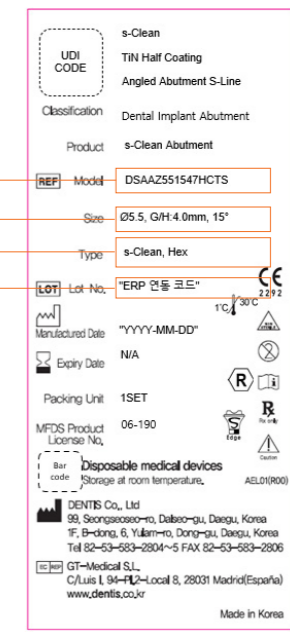 s-Clean
UDI
CODE
TiN Half Coating
Angled Abutment S-Line
Classification Dental Implant Abutment
Product s-Clean Abutment
REF Model DSAAZ551547HCTS
Size Ø5.5, G/H:4.0mm, 15°
Type s-Clean, Hex
LOT Lot No. "ERP 연동 코드"
CE
2292
1℃ 30℃
Manufactured Date "YYYY-MM-DD"
Expiry Date N/A
Packing Unit 1SET
R
MFDS Product
License No. 06-190
S
Edge
Rx
Rx only
Caution
Bar
code
Disposable medical devices
Storage at room temperature. AEL01(R00)
DENTIS Co., Ltd
99, Seongseoseo-ro, Dalseo-gu, Daegu, Korea
1F, B-dong, 6, Yulam-ro, Dong-gu, Daegu, Korea
Tel 82-53-583-2804~5 FAX 82-53-583-2806
EC REP GT-Medical S,L.
C/Luis I, 94-Pl,2-Local 8, 28031 Madrid(España)
www.dentis.co.kr
Made in Korea